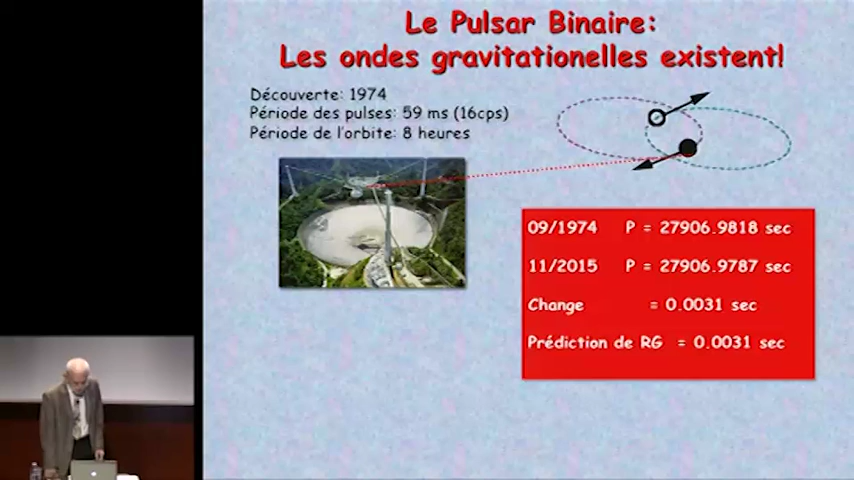 Le Pulsar Binaire:
Les ondes gravitationelles existent!
Découverte: 1974
Période des pulses: 59 ms (16cps)
Période de l'orbite: 8 heures
09/1974 P = 27906.9818 sec
11/2015 P = 27906.9787 sec
Change = 0.0031 sec
Prédiction de RG = 0.0031 sec